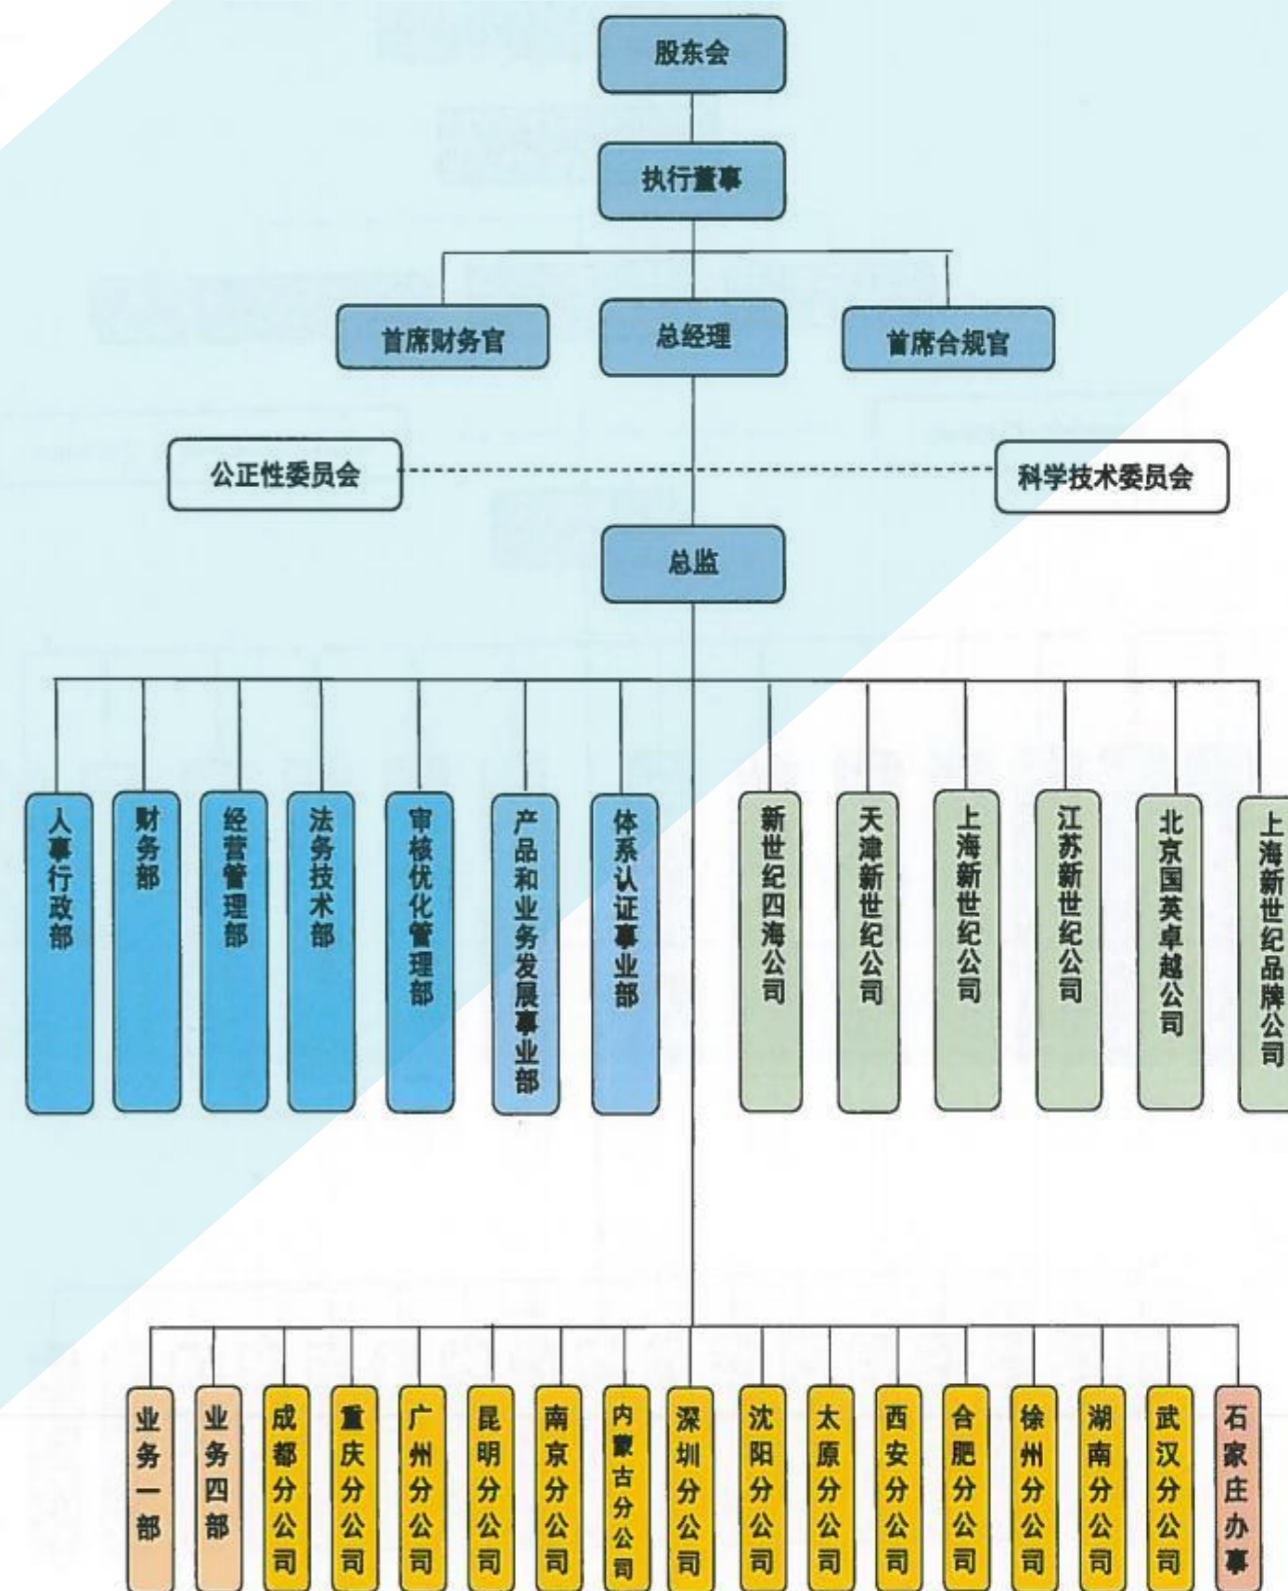 股东会
执行董事
首席财务官
总经理
首席合规官
公正性委员会
科学技术委员会
总监
人事行政部
财务部
经营管理部
法务技术部
审核优化管理部
产品和业务发展事业部
体系认证事业部
新世纪四海公司
天津新世纪公司
上海新世纪公司
江苏新世纪公司
北京国英卓越公司
上海新世纪品牌公司
业务一部
业务四部
成都分公司
重庆分公司
广州分公司
昆明分公司
南京分公司
内蒙古分公司
深圳分公司
沈阳分公司
太原分公司
西安分公司
合肥分公司
徐州分公司
湖南分公司
武汉分公司
石家庄办事